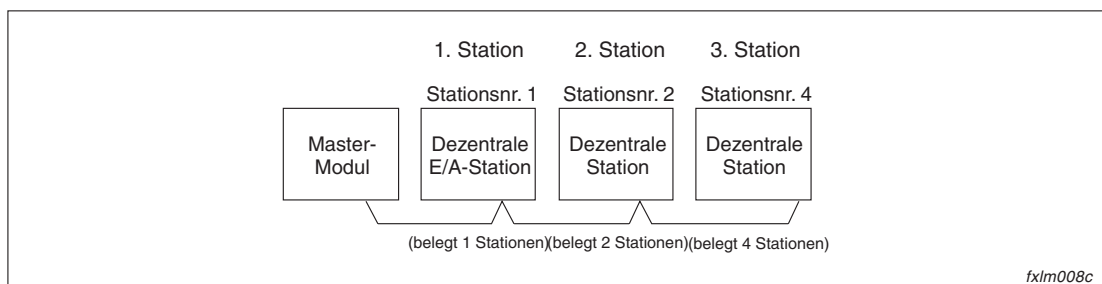 1. Station 2. Station 3. Station
Stationsnr. 1 Stationsnr. 2 Stationsnr. 4
Master-
Modul
Dezentrale
E/A-Station
Dezentrale
Station
Dezentrale
Station
(belegt 1 Stationen)(belegt 2 Stationen)(belegt 4 Stationen)
fxlm008c